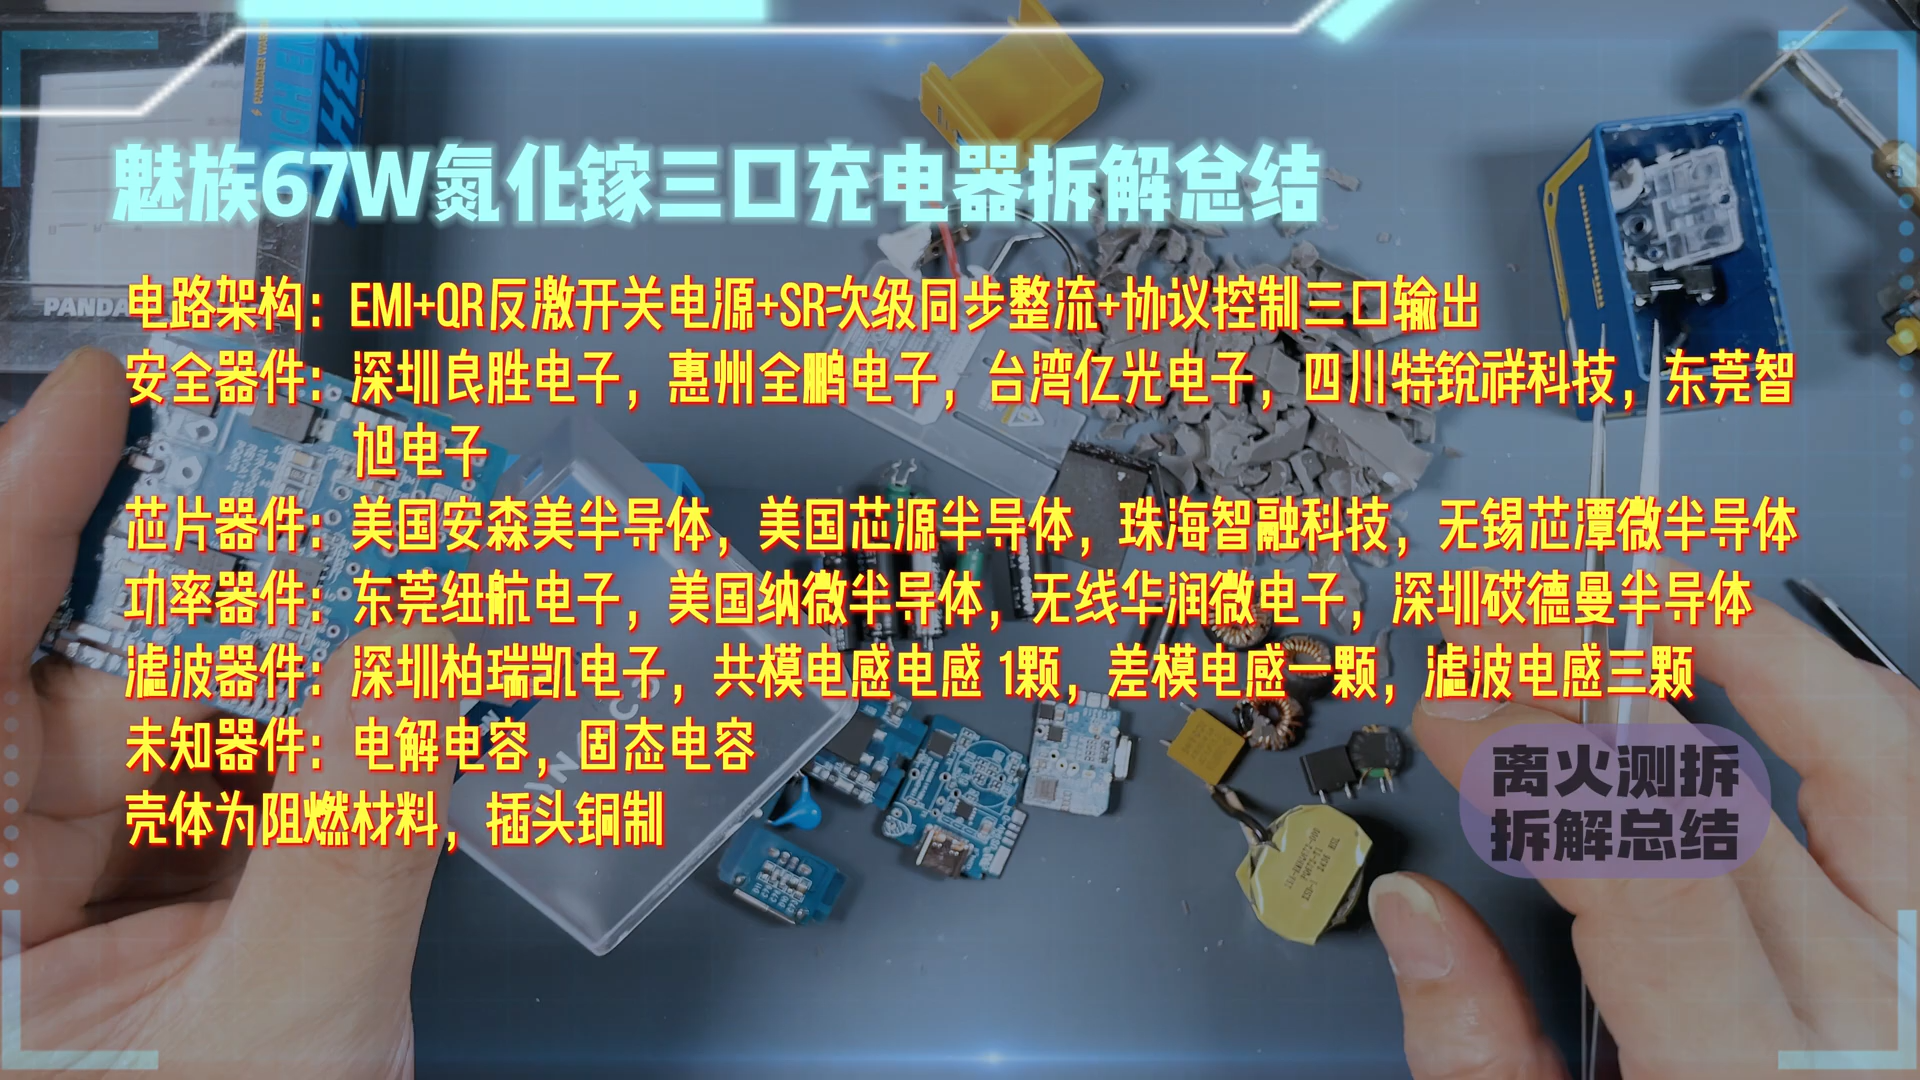 魅族67W氮化镓三口充电器拆解总结
电路架构：EMI+QR反激开关电源+SR次级同步整流+协议控制三口输出
安全器件：深圳良胜电子，惠州全鹏电子，台湾亿光电子，四川特锐祥科技，东莞智
旭电子
芯片器件：美国安森美半导体，美国芯源半导体，珠海智融科技，无锡芯潭微半导体
功率器件：东莞纽航电子，美国纳微半导体，无线华润微电子，深圳砹德曼半导体
滤波器件：深圳柏瑞凯电子，共模电感电感 1颗，差模电感一颗，滤波电感三颗
未知器件：电解电容，固态电容
壳体为阻燃材料，插头铜制
离火测拆
拆解总结
PANDA